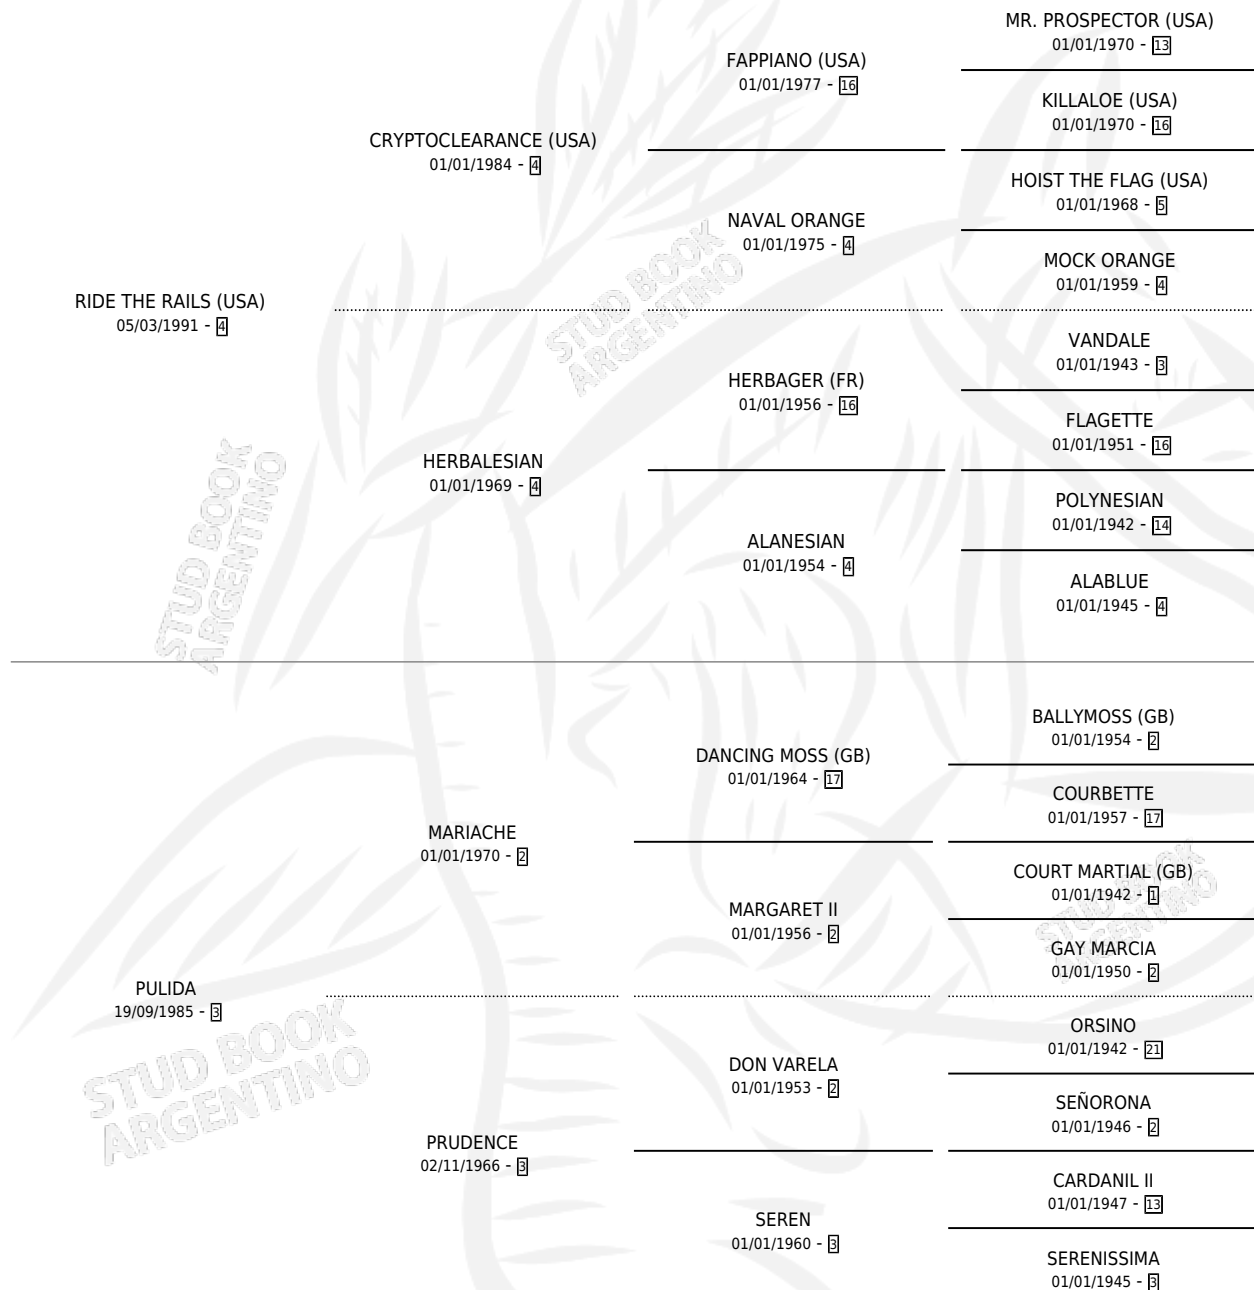 RIDE THE RAILS (USA)
05/03/1991 - 4
CRYPTOCLEARANCE (USA)
01/01/1984 - 4
FAPPIANO (USA)
01/01/1977 - 16
MR. PROSPECTOR (USA)
01/01/1970 - 13
KILLALOE (USA)
01/01/1970 - 16
NAVAL ORANGE
01/01/1975 - 4
HOIST THE FLAG (USA)
01/01/1968 - 5
MOCK ORANGE
01/01/1959 - 4
HERBALESIAN
01/01/1969 - 4
HERBAGER (FR)
01/01/1956 - 16
VANDALE
01/01/1943 - 3
FLAGETTE
01/01/1951 - 16
ALANESIAN
01/01/1954 - 4
POLYNESIAN
01/01/1942 - 14
ALABLUE
01/01/1945 - 4
PULIDA
19/09/1985 - 3
MARIACHE
01/01/1970 - 2
DANCING MOSS (GB)
01/01/1964 - 17
BALLYMOSS (GB)
01/01/1954 - 2
COURBETTE
01/01/1957 - 17
MARGARET II
01/01/1956 - 2
COURT MARTIAL (GB)
01/01/1942 - 1
GAY MARCIA
01/01/1950 - 2
PRUDENCE
02/11/1966 - 3
DON VARELA
01/01/1953 - 2
ORSINO
01/01/1942 - 21
SEÑORONA
01/01/1946 - 2
SEREN
01/01/1960 - 3
CARDANIL II
01/01/1947 - 13
SERENISSIMA
01/01/1945 - 3
STUD BOOK
ARGENTINO
STUD BOOK
ARGENTINO
STUD BOOK
ARGENTINO
STUD BOOK
ARGENTINO